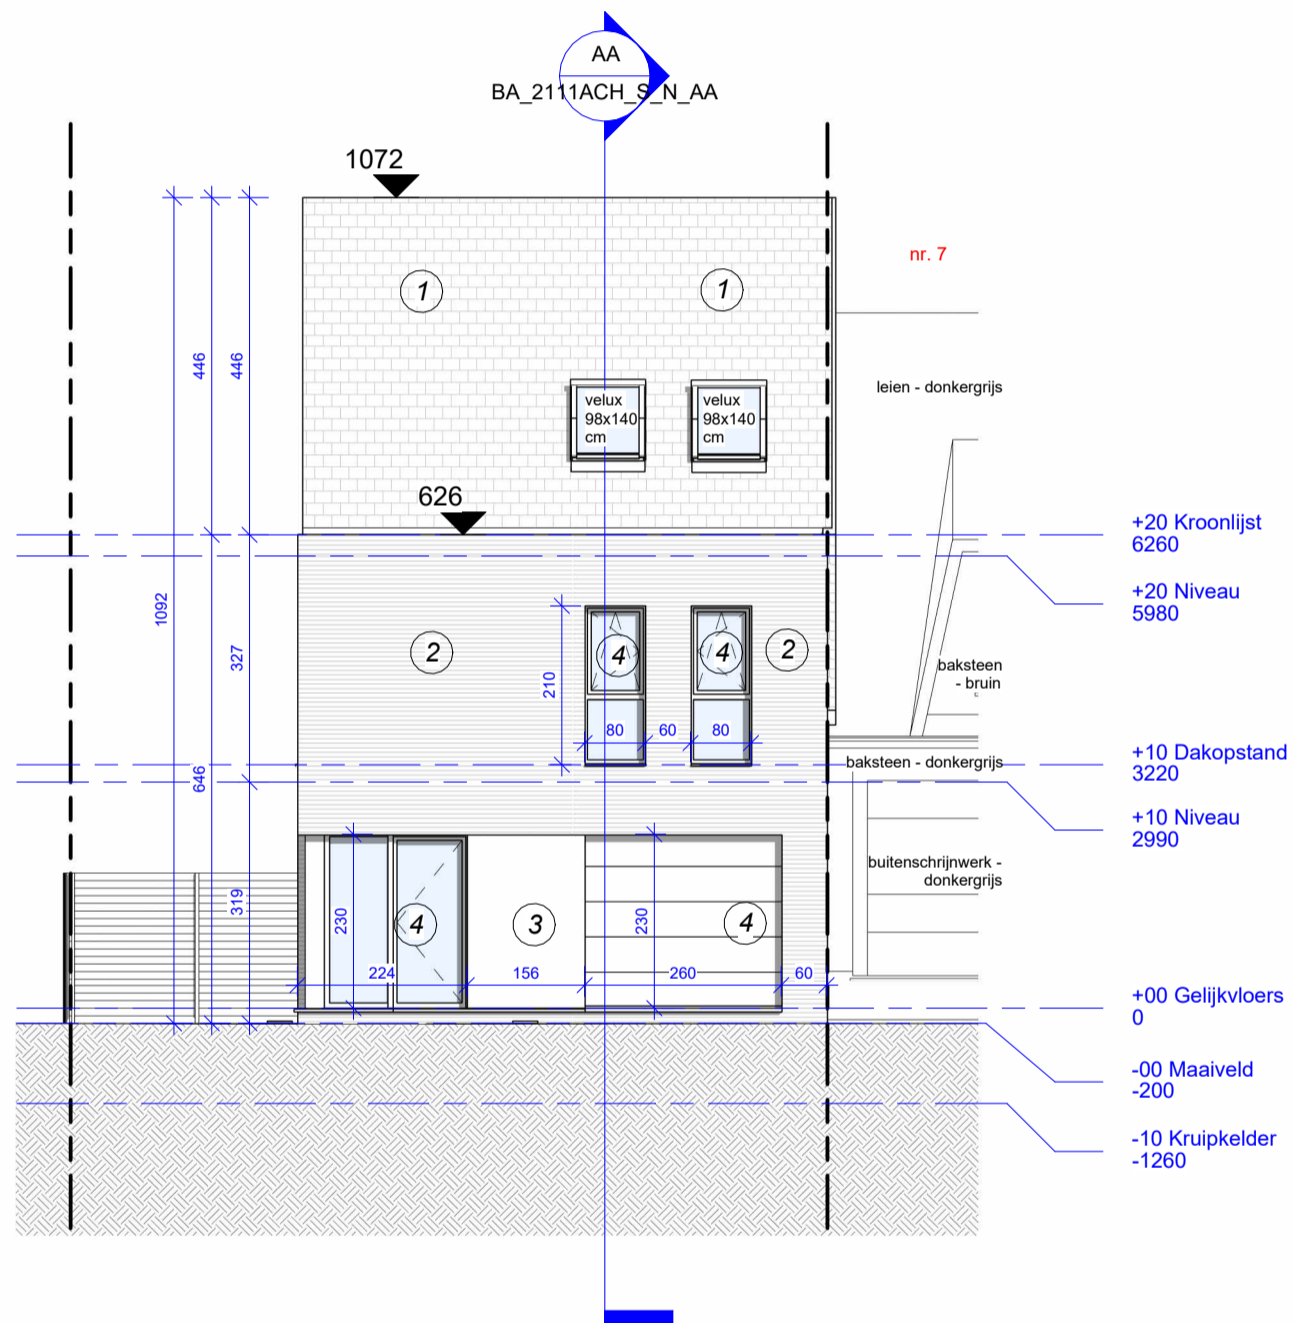 AA
BA_2111ACH_S_N_AA
1072
nr. 7
1
1
446
446
leien - donkergrijs
velux
98x140
cm
velux
98x140
cm
626
+20 Kroonlijst
6260
+20 Niveau
5980
1092
327
2
4
4
2
210
baksteen
- bruin
80
60
80
646
+10 Dakopstand
3220
baksteen - donkergrijs
+10 Niveau
2990
buitenschrijnwerk -
donkergrijs
319
230
4
3
230
4
224
156
260
60
+00 Gelijkvloers
0
-00 Maaiveld
-200
-10 Kruipkelder
-1260